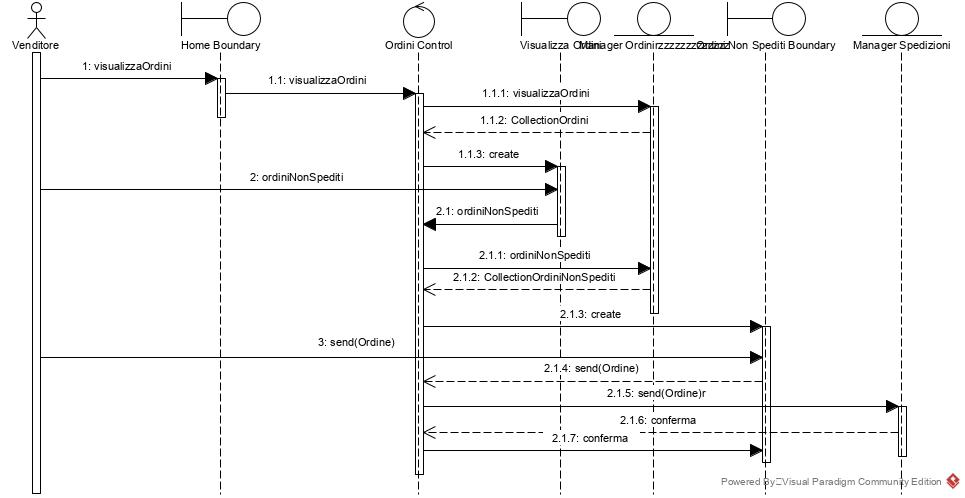 Venditore
Home Boundary
Ordini Control
Visualizza Ordini
Manager Ordinirzzzzzzzzzzzz
Ordini Non Spediti Boundary
Manager Spedizioni
1: visualizzaOrdini
1.1: visualizzaOrdini
1.1.1: visualizzaOrdini
1.1.2: CollectionOrdini
1.1.3: create
2: ordiniNonSpediti
2.1: ordiniNonSpediti
2.1.1: ordiniNonSpediti
2.1.2: CollectionOrdiniNonSpediti
2.1.3: create
3: send(Ordine)
2.1.4: send(Ordine)
2.1.5: send(Ordine)r
2.1.6: conferma
2.1.7: conferma
Powered By Visual Paradigm Community Edition